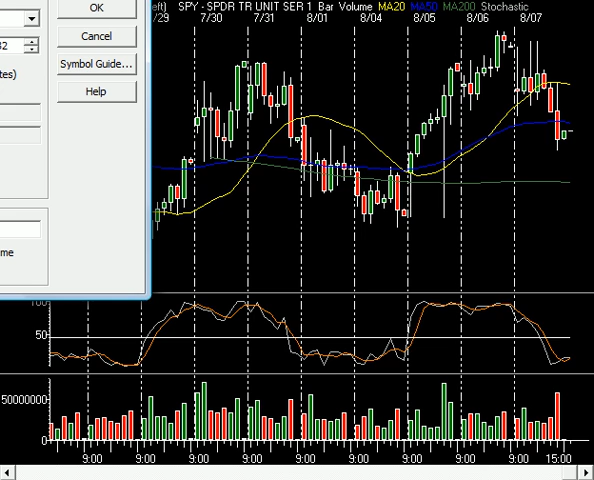 OK
32
Cancel
tes)
Symbol Guide...
Help
me
eft) SPY - SPDR TR UNIT SER 1 Bar Volume MA20 MA50 MA200 Stochastic
/29 7/30 7/31 8/01 8/04 8/05 8/06 8/07
100
50
50000000
0
9:00 9:00 9:00 9:00 9:00 9:00 9:00 9:00 9:00 15:00